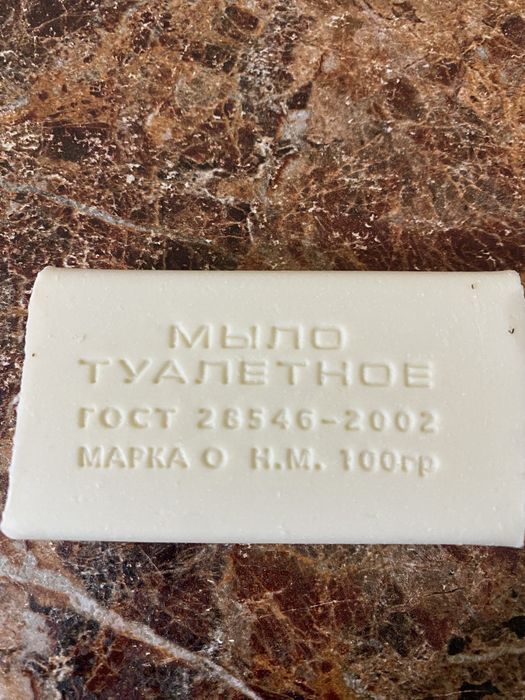 МЫЛО
ТУАЛЕТНОЕ
ГОСТ 28546-2002
МАРКА О Н.М. 100гр